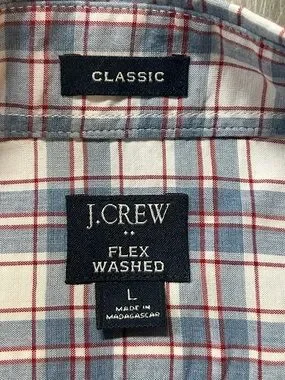 CLASSIC
J.CREW
••
FLEX
WASHED
L
MADE IN
MADAGASCAR